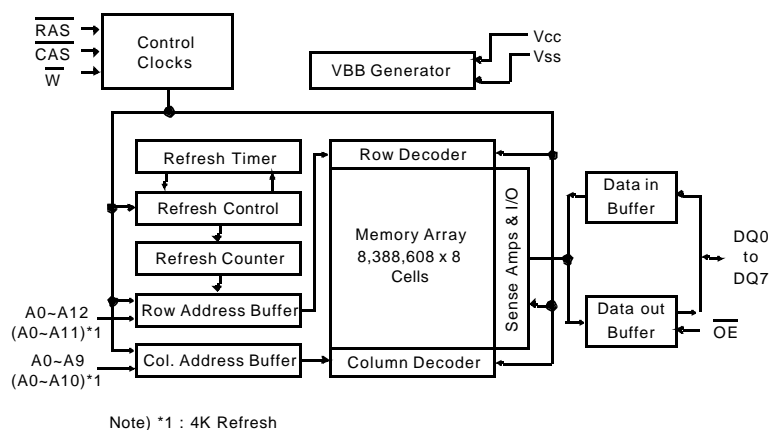 RAS
CAS
W
Control
Clocks
VBB Generator
Vcc
Vss
Refresh Timer
Refresh Control
Refresh Counter
Row Address Buffer
Col. Address Buffer
A0~A12
(A0~A11)*1
A0~A9
(A0~A10)*1
Row Decoder
Memory Array
8,388,608 x 8
Cells
Column Decoder
Sense Amps & I/O
Data in
Buffer
Data out
Buffer
DQ0
to
DQ7
OE
Note) *1 : 4K Refresh